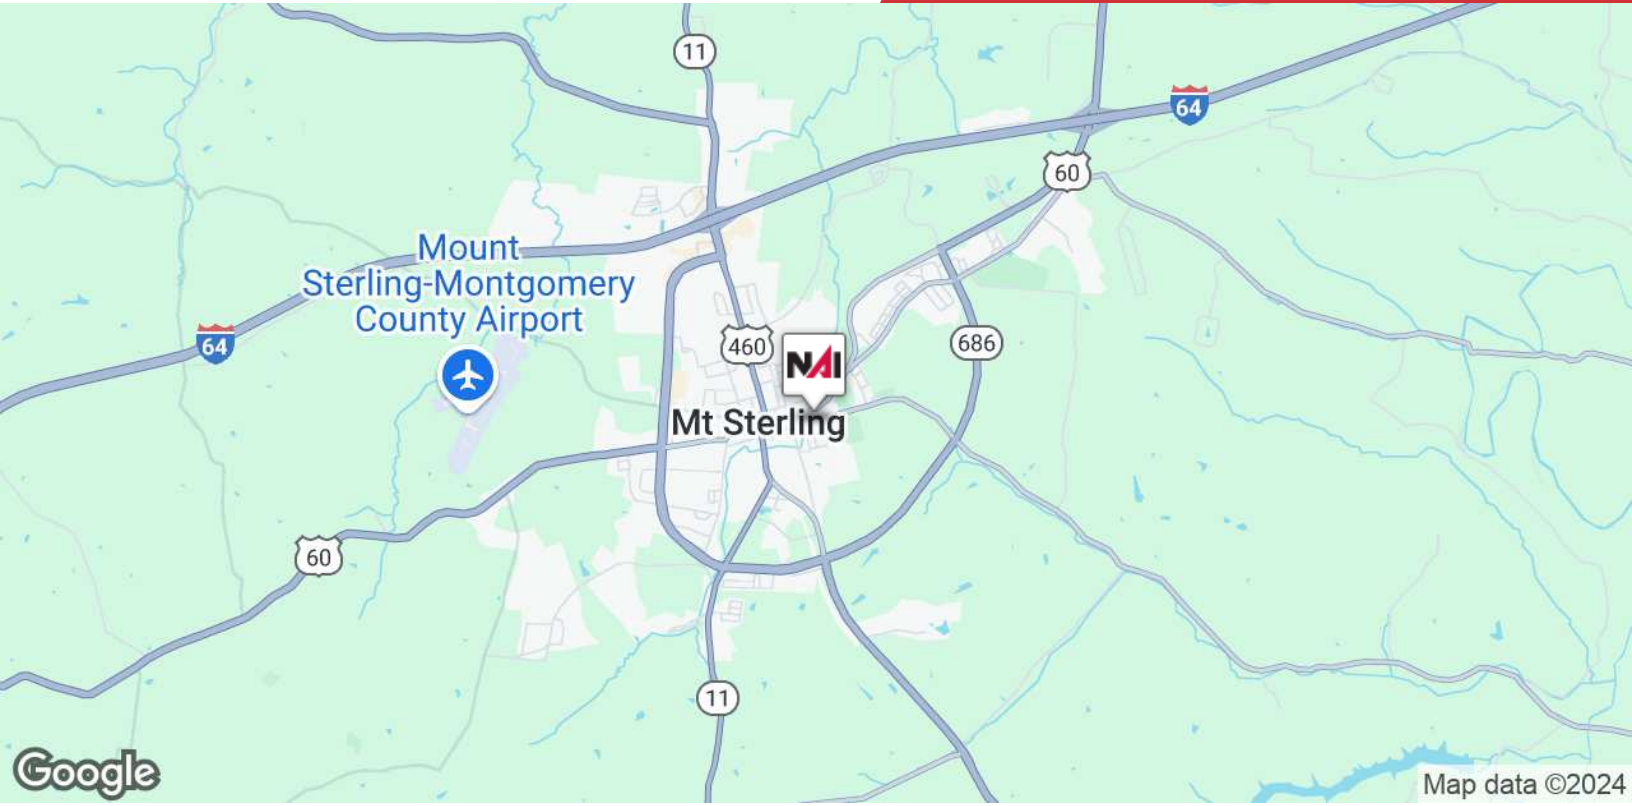 11
64
60
Mount
Sterling-Montgomery
County Airport
64
460
NAI
686
Mt Sterling
60
11
Google
Map data ©2024